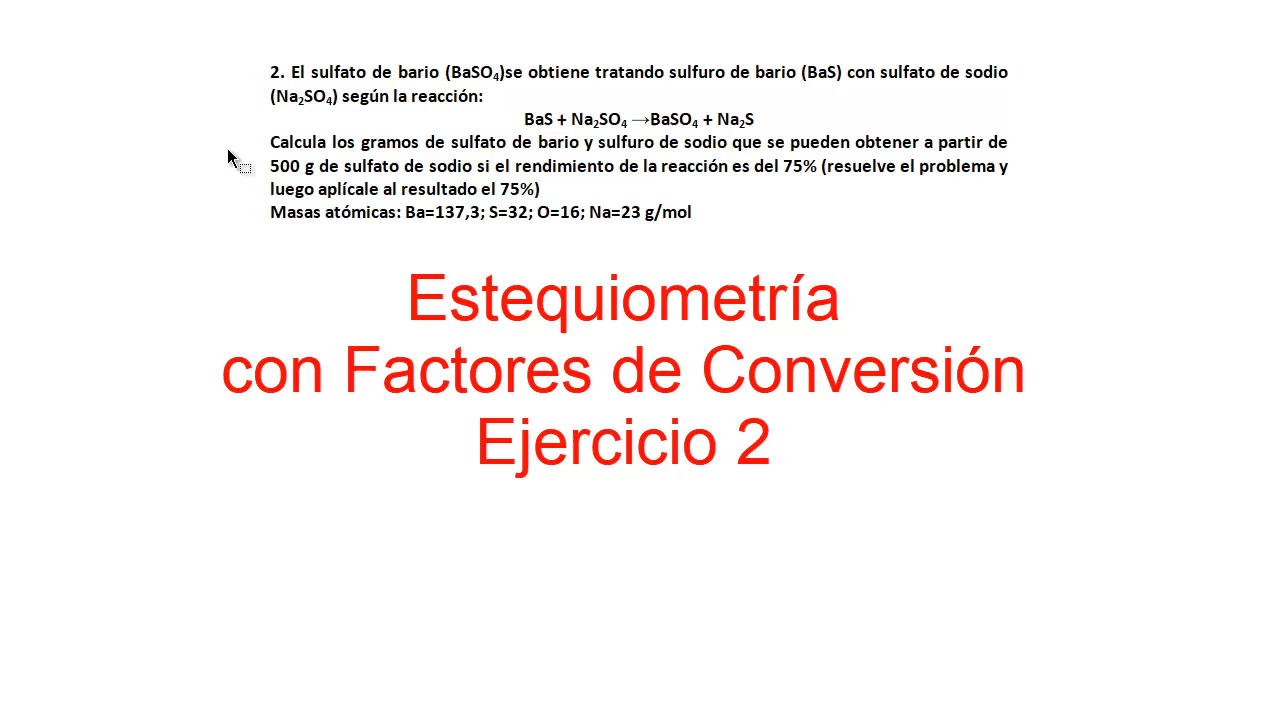 2. El sulfato de bario (BaSO₄)se obtiene tratando sulfuro de bario (BaS) con sulfato de sodio
(Na₂SO₄) según la reacción:
BaS + Na₂SO₄ →BaSO₄ + Na₂S
Calcula los gramos de sulfato de bario y sulfuro de sodio que se pueden obtener a partir de
500 g de sulfato de sodio si el rendimiento de la reacción es del 75% (resuelve el problema y
luego aplícale al resultado el 75%)
Masas atómicas: Ba=137,3; S=32; O=16; Na=23 g/mol
Estequiometría
con Factores de Conversión
Ejercicio 2